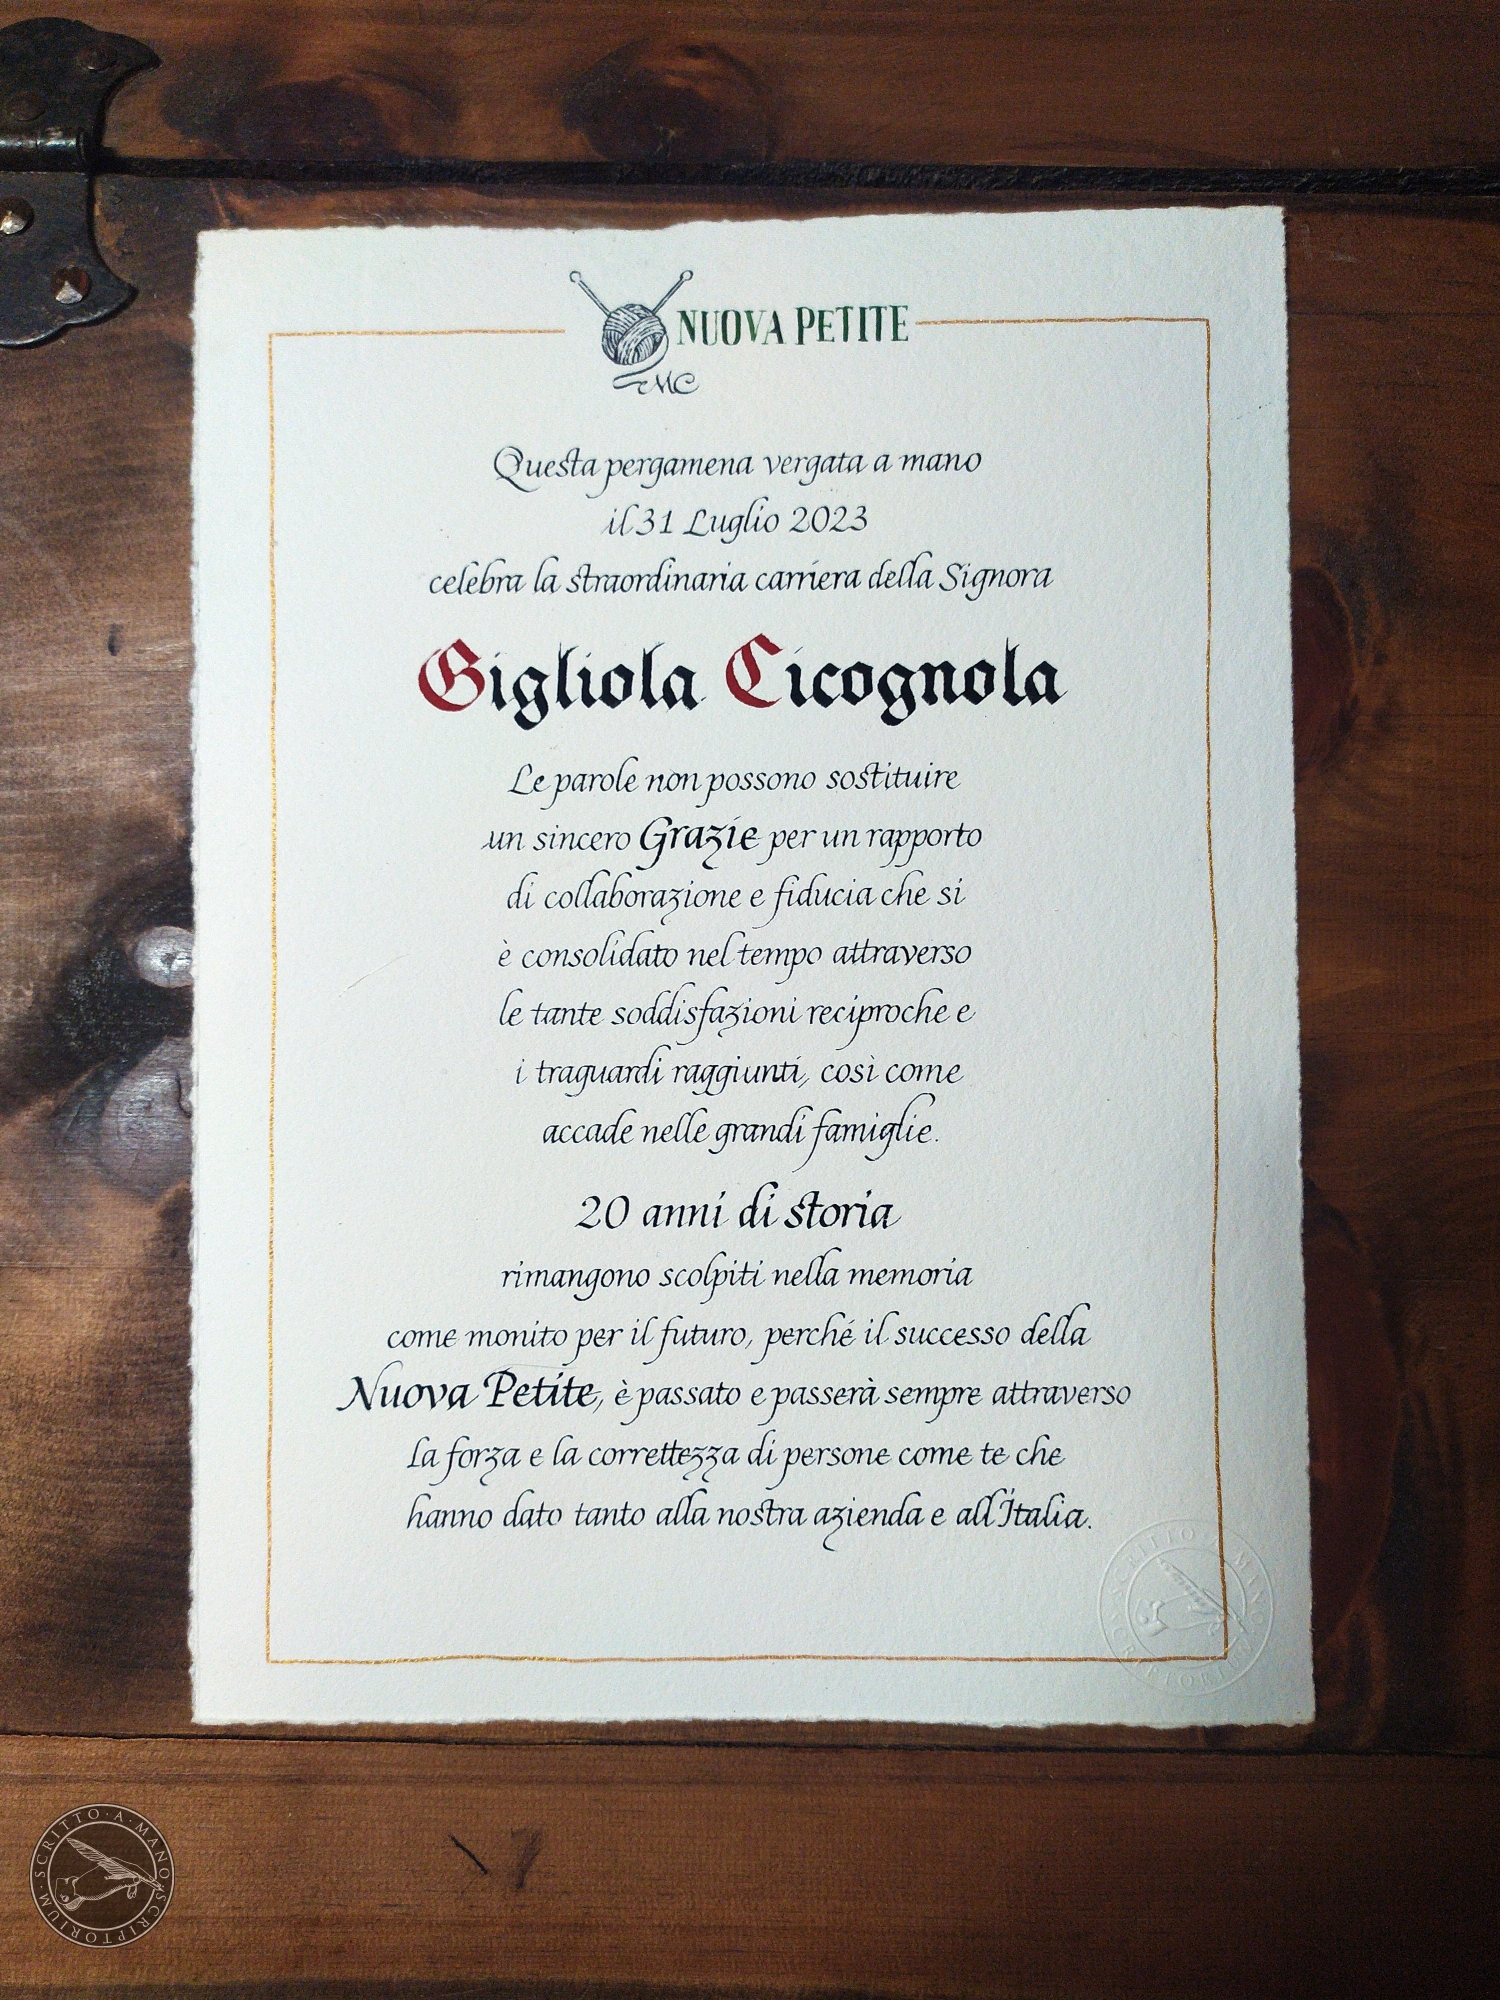 NUOVA PETITE
MC
Questa pergamena vergata a mano
il 31 Luglio 2023
celebra la straordinaria carriera della Signora
Gigliola Cicognola
Le parole non possono sostituire
un sincero Grazie per un rapporto
di collaborazione e fiducia che si
è consolidato nel tempo attraverso
le tante soddisfazioni reciproche e
i traguardi raggiunti, così come
accade nelle grandi famiglie.
20 anni di storia
rimangono scolpiti nella memoria
come monito per il futuro, perché il successo della
Nuova Petite, è passato e passerà sempre attraverso
la forza e la correttezza di persone come te che
hanno dato tanto alla nostra azienda e all'Italia.
SCRITTO A MANO SCRIPTORIUM
SCRITTO · A · MANO · SCRIPTORIUM ·